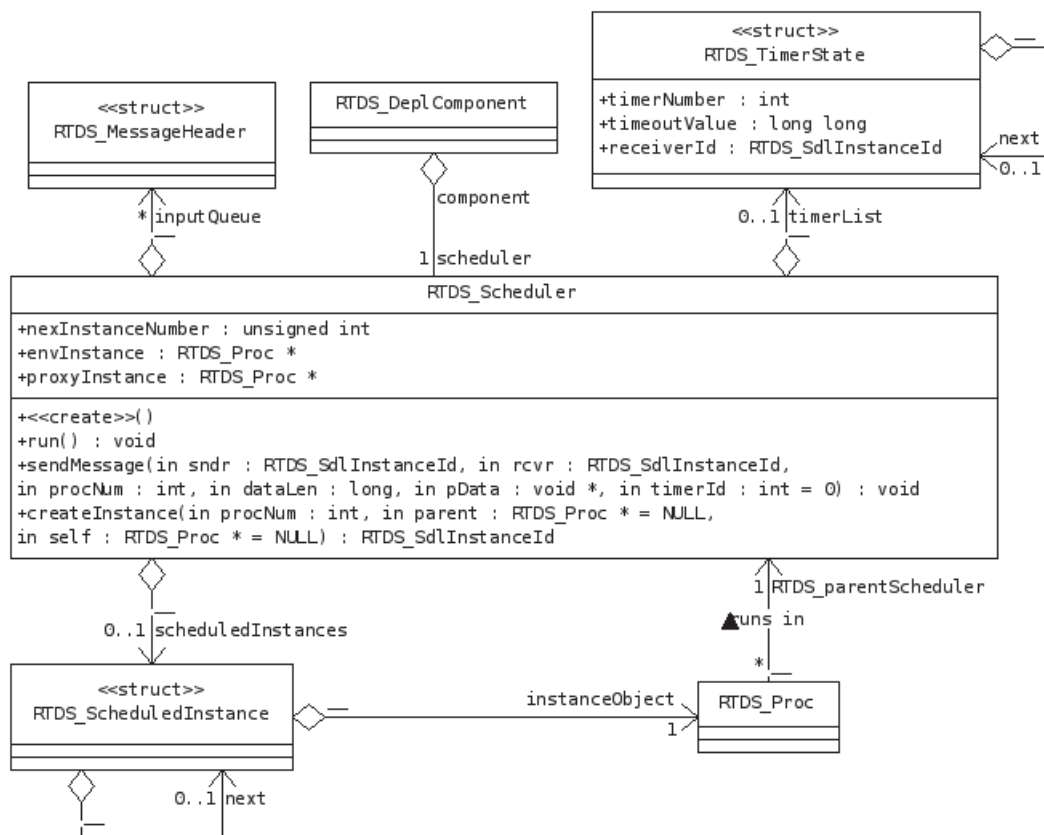 <<struct>>
RTDS_TimerState
+timerNumber : int
+timeoutValue : long long
+receiverId : RTDS_SdlInstanceId
<<struct>>
RTDS_MessageHeader
RTDS_DeplComponent
next
0..1
component
* inputQueue
0..1 timerList
1 scheduler
RTDS_Scheduler
+nexInstanceNumber : unsigned int
+envInstance : RTDS_Proc *
+proxyInstance : RTDS_Proc *
+<<create>>()
+run() : void
+sendMessage(in sndr : RTDS_SdlInstanceId, in rcvr : RTDS_SdlInstanceId,
in procNum : int, in dataLen : long, in pData : void *, in timerId : int = 0) : void
+createInstance(in procNum : int, in parent : RTDS_Proc * = NULL,
in self : RTDS_Proc * = NULL) : RTDS_SdlInstanceId
1 RTDS_parentScheduler
runs in
0..1 scheduledInstances
*
<<struct>>
RTDS_ScheduledInstance
instanceObject
1
RTDS_Proc
0..1 next